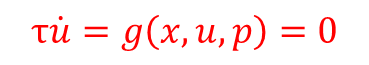 τu̇ = g(x, u, p) = 0